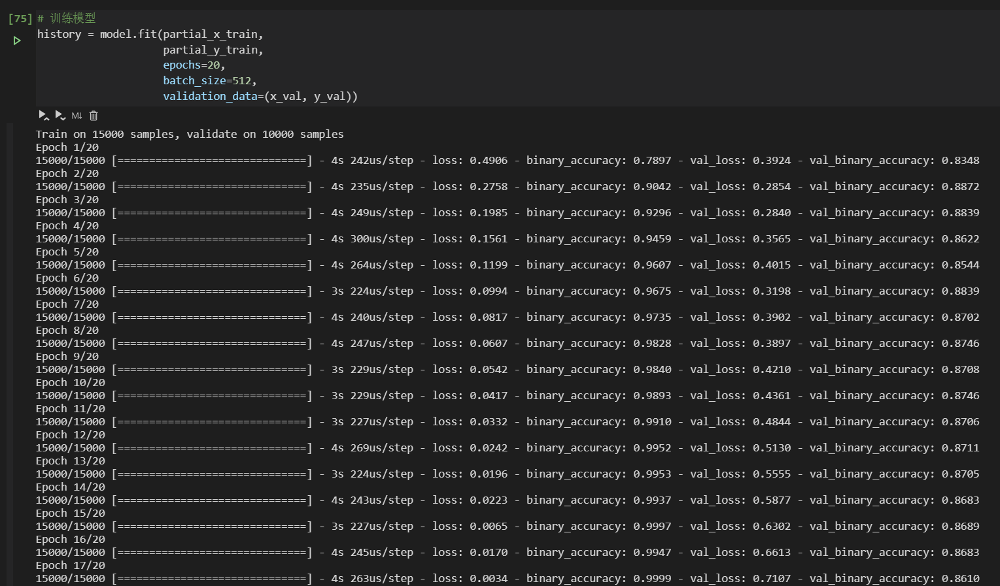 [75] # 训练模型
history = model.fit(partial_x_train,
partial_y_train,
epochs=20,
batch_size=512,
validation_data=(x_val, y_val))
M↓
Train on 15000 samples, validate on 10000 samples
Epoch 1/20
15000/15000 [==============================] - 4s 242us/step - loss: 0.4906 - binary_accuracy: 0.7897 - val_loss: 0.3924 - val_binary_accuracy: 0.8348
Epoch 2/20
15000/15000 [==============================] - 4s 235us/step - loss: 0.2758 - binary_accuracy: 0.9042 - val_loss: 0.2854 - val_binary_accuracy: 0.8872
Epoch 3/20
15000/15000 [==============================] - 4s 249us/step - loss: 0.1985 - binary_accuracy: 0.9296 - val_loss: 0.2840 - val_binary_accuracy: 0.8839
Epoch 4/20
15000/15000 [==============================] - 4s 300us/step - loss: 0.1561 - binary_accuracy: 0.9459 - val_loss: 0.3565 - val_binary_accuracy: 0.8622
Epoch 5/20
15000/15000 [==============================] - 4s 264us/step - loss: 0.1199 - binary_accuracy: 0.9607 - val_loss: 0.4015 - val_binary_accuracy: 0.8544
Epoch 6/20
15000/15000 [==============================] - 3s 224us/step - loss: 0.0994 - binary_accuracy: 0.9675 - val_loss: 0.3198 - val_binary_accuracy: 0.8839
Epoch 7/20
15000/15000 [==============================] - 4s 240us/step - loss: 0.0817 - binary_accuracy: 0.9735 - val_loss: 0.3902 - val_binary_accuracy: 0.8702
Epoch 8/20
15000/15000 [==============================] - 4s 247us/step - loss: 0.0607 - binary_accuracy: 0.9828 - val_loss: 0.3897 - val_binary_accuracy: 0.8746
Epoch 9/20
15000/15000 [==============================] - 3s 229us/step - loss: 0.0542 - binary_accuracy: 0.9840 - val_loss: 0.4210 - val_binary_accuracy: 0.8708
Epoch 10/20
15000/15000 [==============================] - 3s 229us/step - loss: 0.0417 - binary_accuracy: 0.9893 - val_loss: 0.4361 - val_binary_accuracy: 0.8746
Epoch 11/20
15000/15000 [==============================] - 3s 227us/step - loss: 0.0332 - binary_accuracy: 0.9910 - val_loss: 0.4844 - val_binary_accuracy: 0.8706
Epoch 12/20
15000/15000 [==============================] - 4s 269us/step - loss: 0.0242 - binary_accuracy: 0.9952 - val_loss: 0.5130 - val_binary_accuracy: 0.8711
Epoch 13/20
15000/15000 [==============================] - 3s 224us/step - loss: 0.0196 - binary_accuracy: 0.9953 - val_loss: 0.5555 - val_binary_accuracy: 0.8705
Epoch 14/20
15000/15000 [==============================] - 4s 243us/step - loss: 0.0223 - binary_accuracy: 0.9937 - val_loss: 0.5877 - val_binary_accuracy: 0.8683
Epoch 15/20
15000/15000 [==============================] - 3s 227us/step - loss: 0.0065 - binary_accuracy: 0.9997 - val_loss: 0.6302 - val_binary_accuracy: 0.8689
Epoch 16/20
15000/15000 [==============================] - 4s 245us/step - loss: 0.0170 - binary_accuracy: 0.9947 - val_loss: 0.6613 - val_binary_accuracy: 0.8683
Epoch 17/20
15000/15000 [==============================] - 4s 263us/step - loss: 0.0034 - binary_accuracy: 0.9999 - val_loss: 0.7107 - val_binary_accuracy: 0.8610